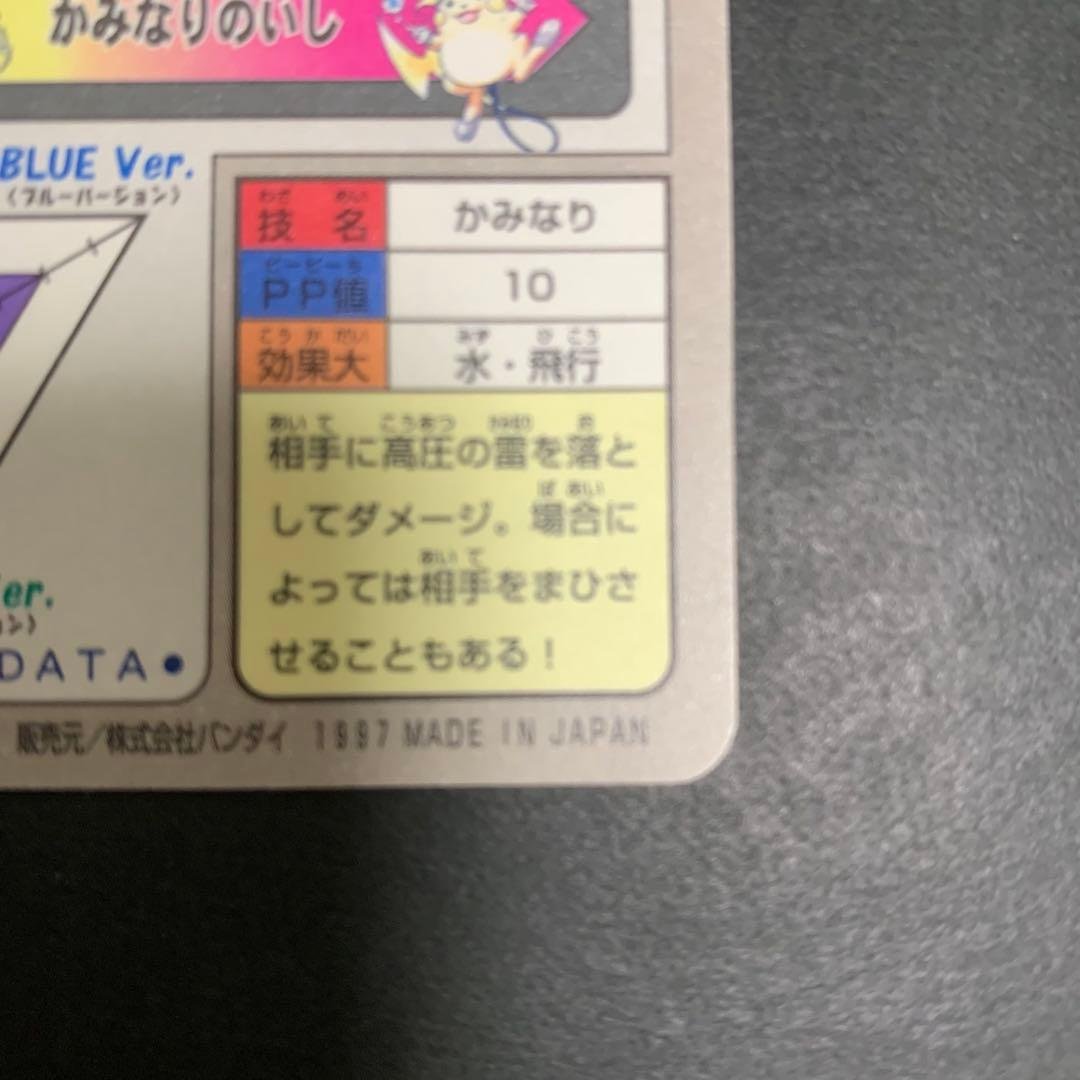 かみなりのいし
BLUE Ver.
(ブルーバージョン)
わざ めい
技 名
かみなり
ピーピーち
PP値
10
こうか だい
効果大
みず ひこう
水・飛行
あいて こうあつ かみなり お
相手に高圧の雷を落と
ばあい
してダメージ。場合に
あいて
よっては相手をまひさ
せることもある!
er.
ョン)
DATA●
販売元/株式会社バンダイ 1997 MADE IN JAPAN